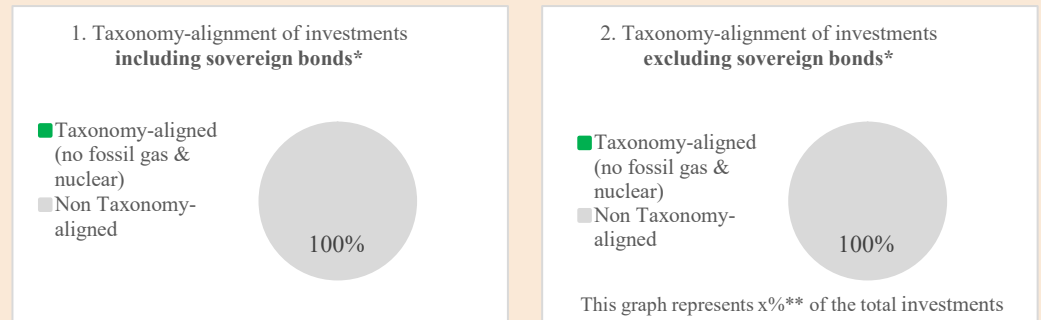 1. Taxonomy-alignment of investments
including sovereign bonds*
Taxonomy-aligned
(no fossil gas &
nuclear)
Non Taxonomy-
aligned
100%
2. Taxonomy-alignment of investments
excluding sovereign bonds*
Taxonomy-aligned
(no fossil gas &
nuclear)
Non Taxonomy-
aligned
100%
This graph represents x%** of the total investments